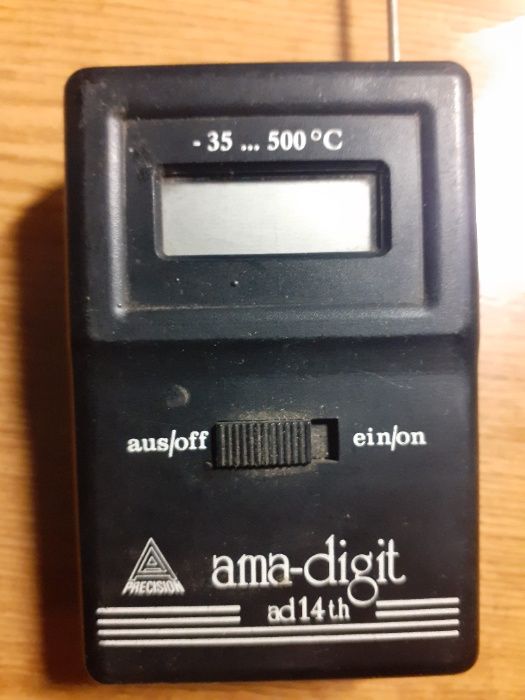 - 35 ... 500 °C
aus/off ein/on
PRECISION
ama-digit
ad14th